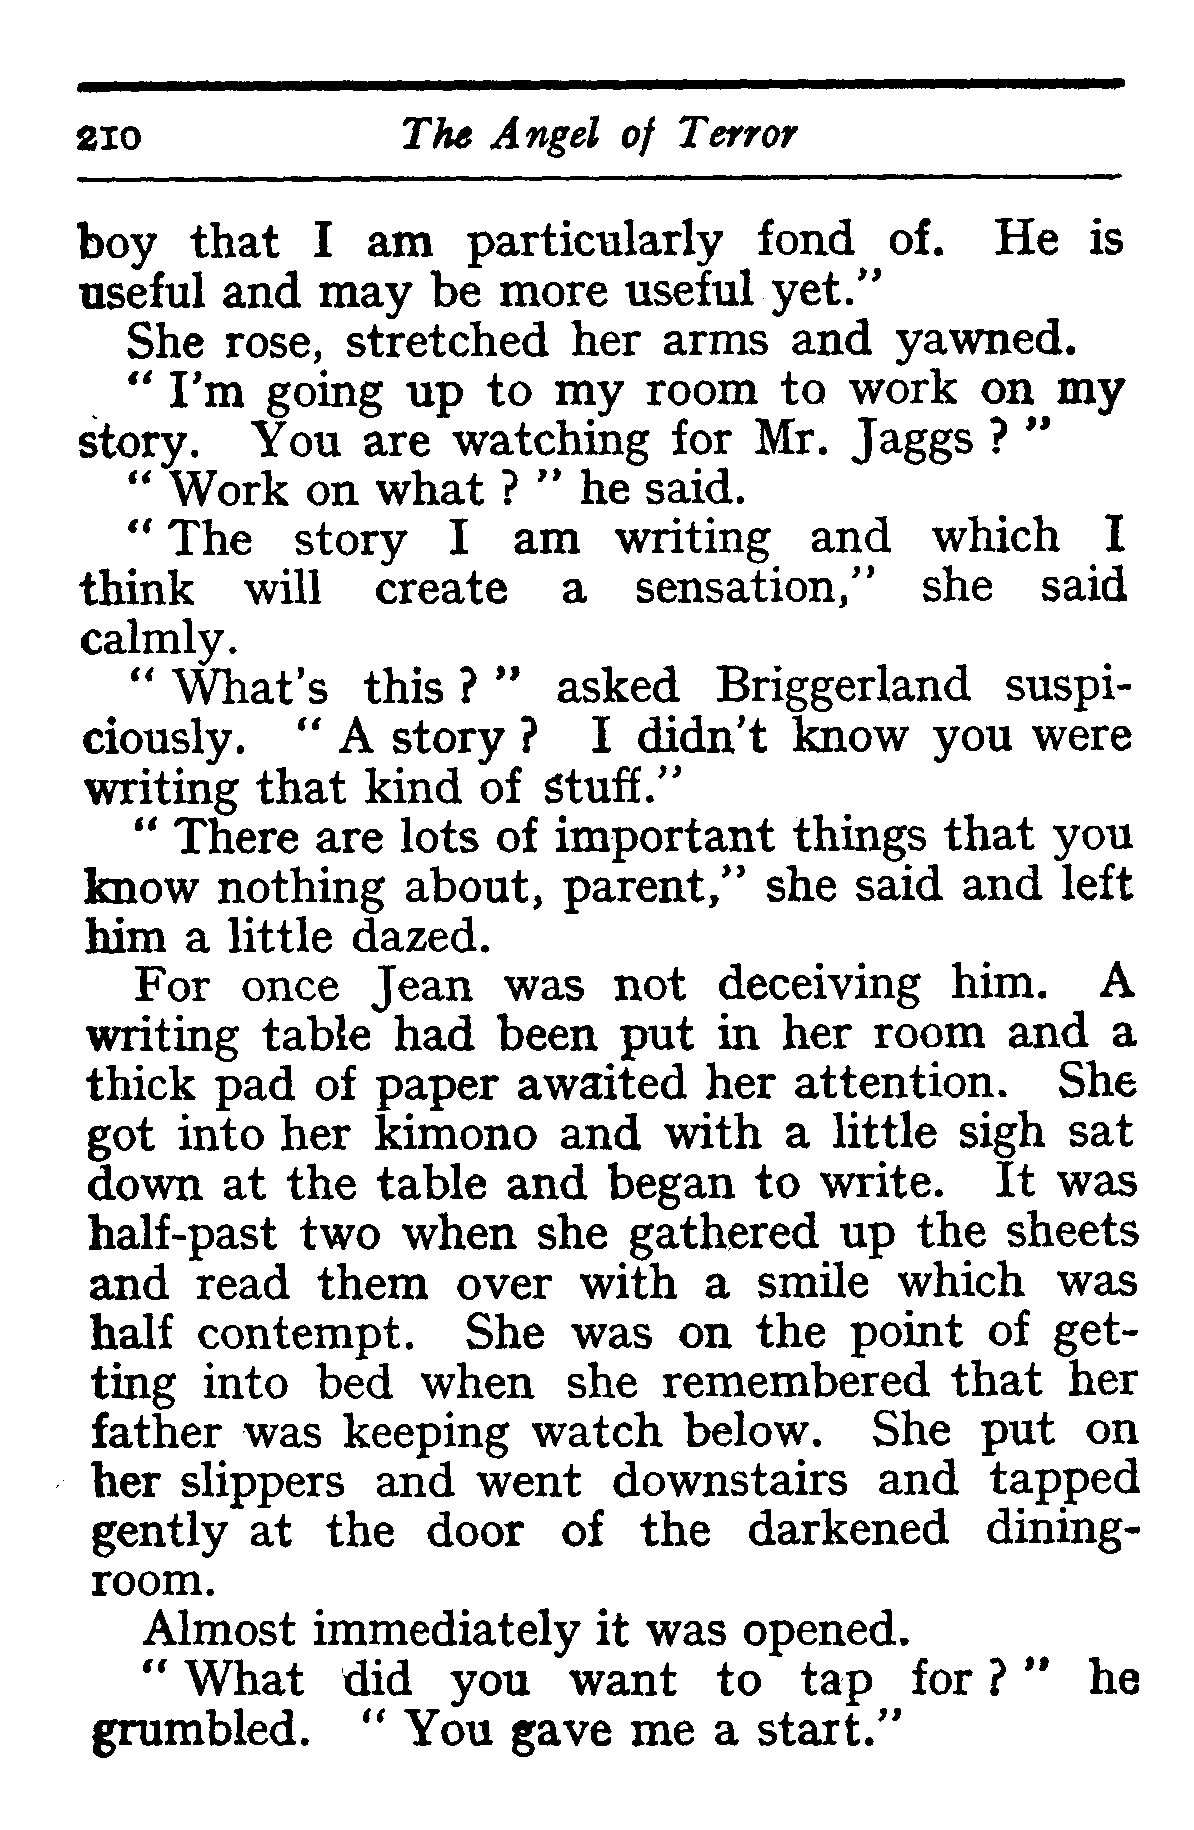 210 The Angel of Terror
boy that I am particularly fond of. He is
useful and may be more useful yet."
She rose, stretched her arms and yawned.
" I'm going up to my room to work on my
story. You are watching for Mr. Jaggs ? "
" Work on what ? " he said.
" The story I am writing and which I
think will create a sensation," she said
calmly.
" What's this ? " asked Briggerland suspi-
ciously. " A story ? I didn't know you were
writing that kind of stuff."
" There are lots of important things that you
know nothing about, parent," she said and left
him a little dazed.
For once Jean was not deceiving him. A
writing table had been put in her room and a
thick pad of paper awaited her attention. She
got into her kimono and with a little sigh sat
down at the table and began to write. It was
half-past two when she gathered up the sheets
and read them over with a smile which was
half contempt. She was on the point of get-
ting into bed when she remembered that her
father was keeping watch below. She put on
her slippers and went downstairs and tapped
gently at the door of the darkened dining-
room.
Almost immediately it was opened.
" What did you want to tap for ? " he
grumbled. " You gave me a start."